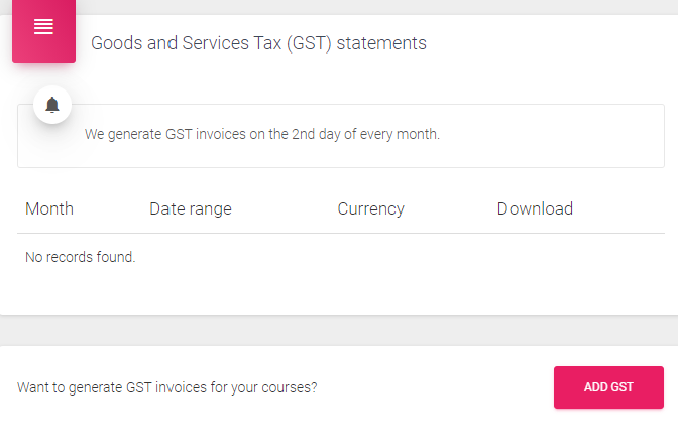 Goods and Services Tax (GST) statements
We generate GST invoices on the 2nd day of every month.
Month Date range Currency Download
No records found.
Want to generate GST invoices for your courses?
ADD GST